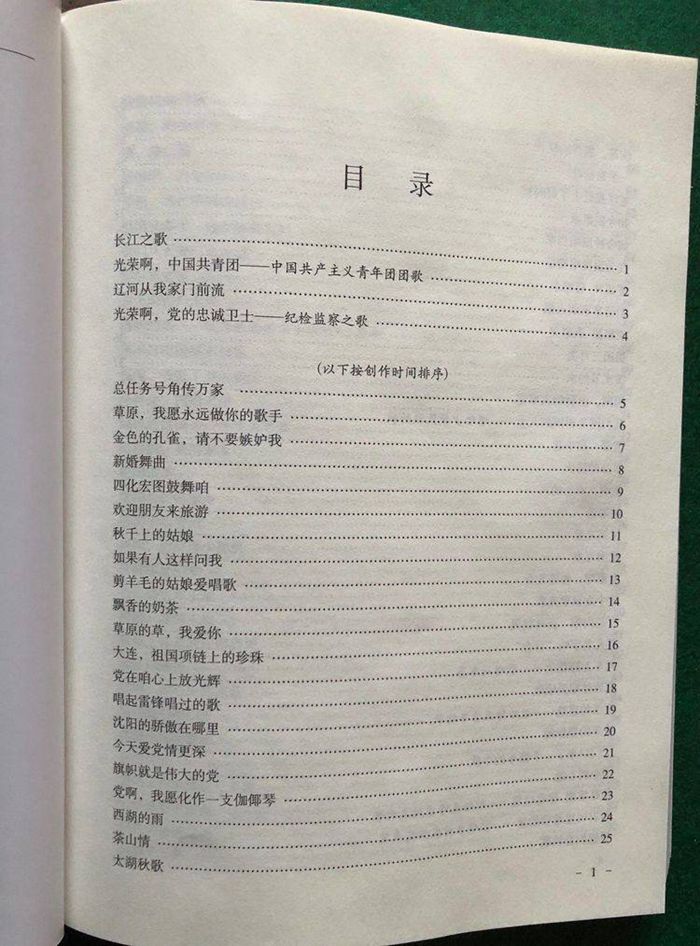 目 录
长江之歌 …… 1
光荣啊，中国共青团——中国共产主义青年团团歌 …… 2
辽河从我家门前流 …… 3
光荣啊，党的忠诚卫士——纪检监察之歌 …… 4
(以下按创作时间排序)
总任务号角传万家 …… 5
草原，我愿永远做你的歌手 …… 6
金色的孔雀，请不要嫉妒我 …… 7
新婚舞曲 …… 8
四化宏图鼓舞咱 …… 9
欢迎朋友来旅游 …… 10
秋千上的姑娘 …… 11
如果有人这样问我 …… 12
剪羊毛的姑娘爱唱歌 …… 13
飘香的奶茶 …… 14
草原的草，我爱你 …… 15
大连，祖国项链上的珍珠 …… 16
党在咱心上放光辉 …… 17
唱起雷锋唱过的歌 …… 18
沈阳的骄傲在哪里 …… 19
今天爱党情更深 …… 20
旗帜就是伟大的党 …… 21
党啊，我愿化作一支伽倻琴 …… 22
西湖的雨 …… 23
茶山情 …… 24
太湖秋歌 …… 25
- 1 -